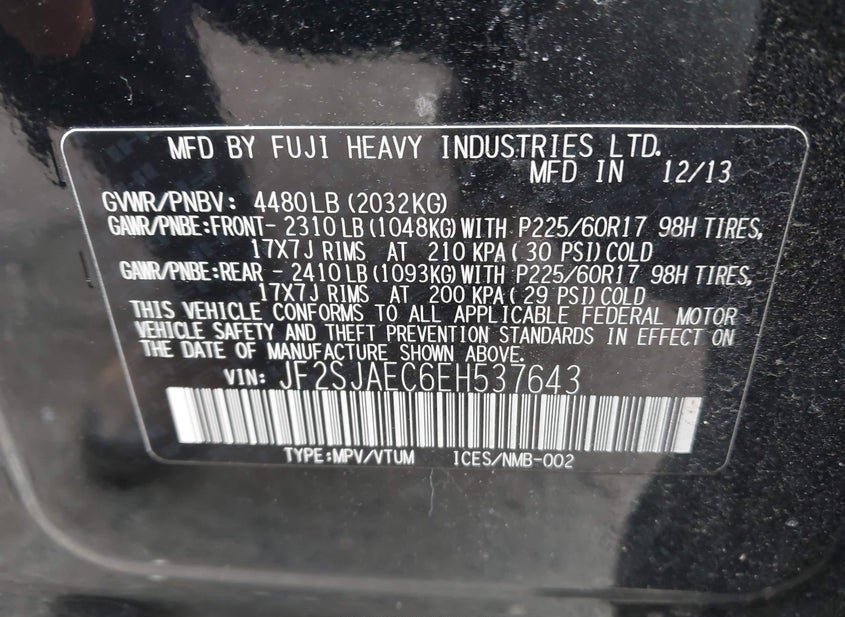 MFD BY FUJI HEAVY INDUSTRIES LTD.
MFD IN 12/13
GVWR/PNBV: 4480LB(2032KG)
GAWR/PNBE:FRONT- 2310LB(1048KG)WITH P225/60R17 98H TIRES,
17X7J RIMS AT 210 KPA( 30 PSI)COLD
GAWR/PNBE:REAR - 2410LB(1093KG)WITH P225/60R17 98H TIRES,
17X7J RIMS AT 200 KPA( 29 PSI)COLD
THIS VEHICLE CONFORMS TO ALL APPLICABLE FEDERAL MOTOR
VEHICLE SAFETY AND THEFT PREVENTION STANDARDS IN EFFECT ON
THE DATE OF MANUFACTURE SHOWN ABOVE.
VIN: JF2SJAEC6EH537643
TYPE:MPV/VTUM ICES/NMB-002